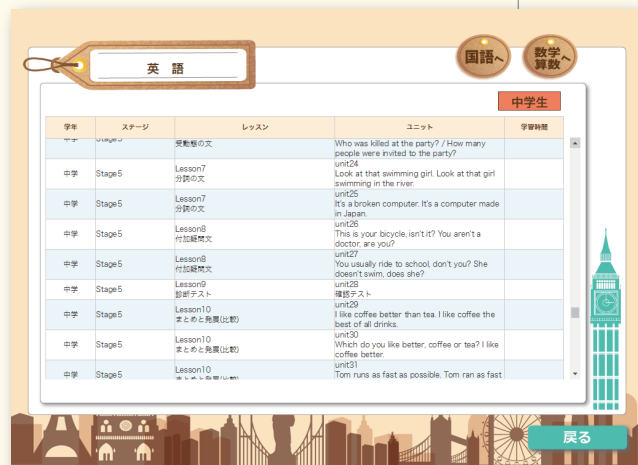 英 語
国語へ
数学
算数へ
中学生
学年 ステージ レッスン ユニット 学習時間
中学 Stage5
受動態の文
Who was killed at the party? / How many
people were invited to the party?
中学 Stage5
Lesson7
分詞の文
unit24
Look at that swimming girl. Look at that girl
swimming in the river.
中学 Stage5
Lesson7
分詞の文
unit25
It's a broken computer. It's a computer made
in Japan.
中学 Stage5
Lesson8
付加疑問文
unit26
This is your bicycle, isn't it? You aren't a
doctor, are you?
中学 Stage5
Lesson8
付加疑問文
unit27
You usually ride to school, don't you? She
doesn't swim, does she?
中学 Stage5
Lesson9
診断テスト
unit28
確認テスト
中学 Stage5
Lesson10
まとめと発展(比較)
unit29
I like coffee better than tea. I like coffee the
best of all drinks.
中学 Stage5
Lesson10
まとめと発展(比較)
unit30
Which do you like better, coffee or tea? I like
coffee better.
中学 Stage5
Lesson10
まとめと発展(比較)
unit31
Tom runs as fast as possible. Tom ran as fast
戻る